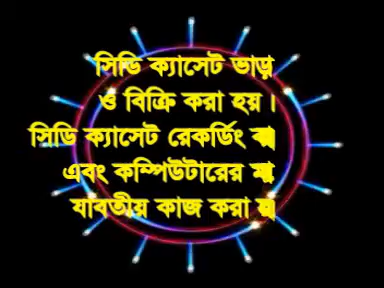 সিডি ক্যাসেট ভাড়া
ও বিক্রি করা হয়।
সিডি ক্যাসেট রেকর্ডিং
এবং কম্পিউটারের
যাবতীয় কাজ করা